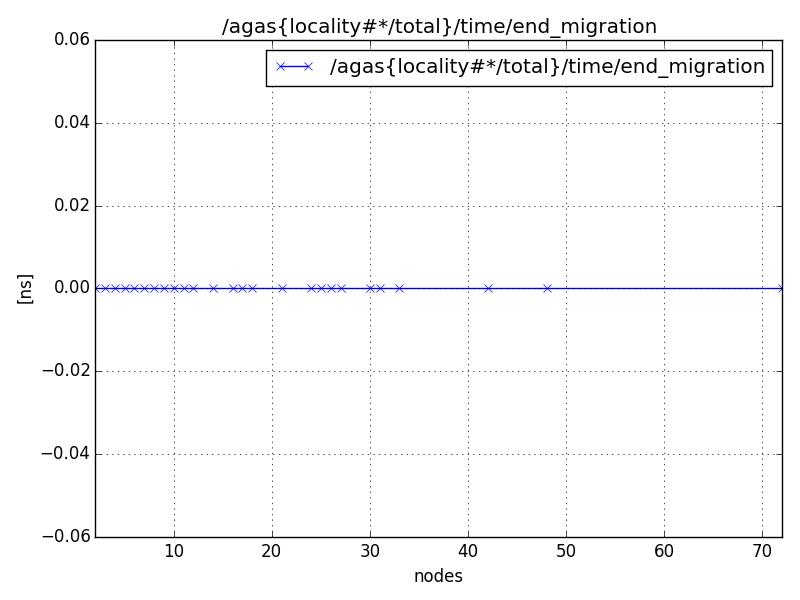 /agas{locality#*/total}/time/end_migration
/agas{locality#*/total}/time/end_migration
0.06
0.04
0.02
0.00
−0.02
−0.04
−0.06
[ns]
10 20 30 40 50 60 70
nodes